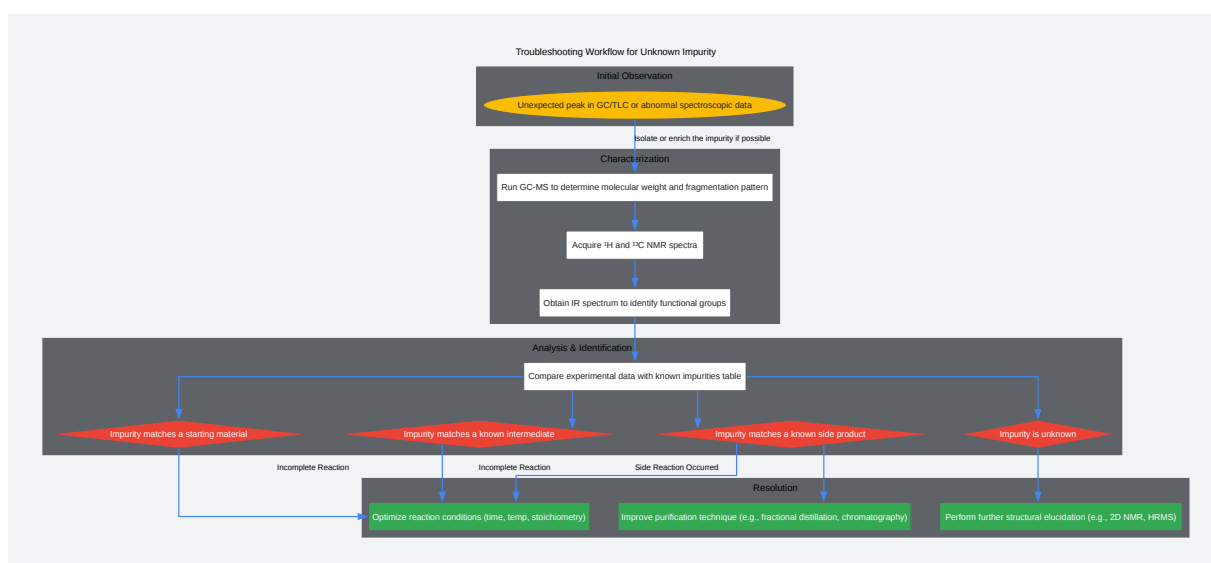 Troubleshooting Workflow for Unknown Impurity
Initial Observation
Unexpected peak in GC/TLC or abnormal spectroscopic data
Isolate or enrich the impurity if possible
Characterization
Run GC-MS to determine molecular weight and fragmentation pattern
Acquire ¹H and ¹³C NMR spectra
Obtain IR spectrum to identify functional groups
Analysis & Identification
Compare experimental data with known impurities table
Impurity matches a starting material
Impurity matches a known intermediate
Impurity matches a known side product
Impurity is unknown
Incomplete Reaction
Incomplete Reaction
Side Reaction Occurred
Resolution
Optimize reaction conditions (time, temp, stoichiometry)
Improve purification technique (e.g., fractional distillation, chromatography)
Perform further structural elucidation (e.g., 2D NMR, HRMS)